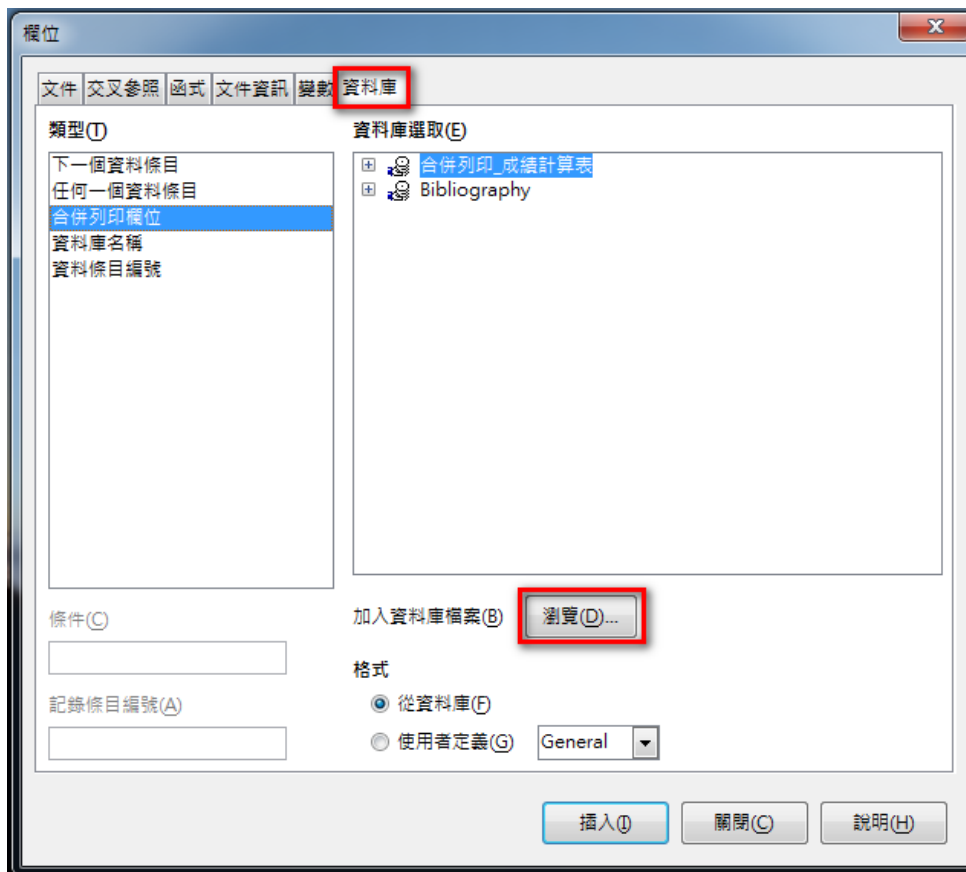 欄位
文件 交叉參照 函式 文件資訊 變數 資料庫
類型(T)
下一個資料條目
任何一個資料條目
合併列印欄位
資料庫名稱
資料條目編號
資料庫選取(E)
合併列印_成績計算表
Bibliography
條件(C)
記錄條目編號(A)
加入資料庫檔案(B) 瀏覽(D)...
格式
從資料庫(F)
使用者定義(G) General
插入(I) 關閉(C) 說明(H)